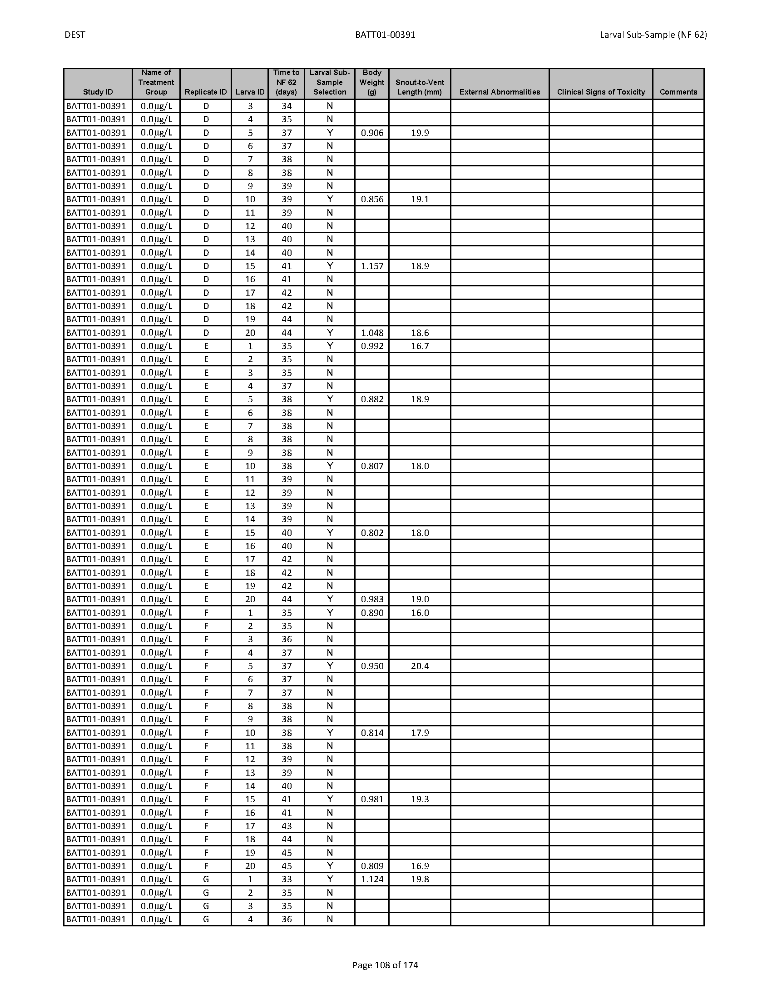 DEST BATT01-00391 Larval Sub-Sample (NF 62)
Study ID Name of Treatment Group Replicate ID Larva ID Time to NF 62 (days) Larval Sub-Sample Selection Body Weight (g) Snout-to-Vent Length (mm) External Abnormalities Clinical Signs of Toxicity Comments
BATT01-00391 0.0µg/L D 3 34 N
BATT01-00391 0.0µg/L D 4 35 N
BATT01-00391 0.0µg/L D 5 37 Y 0.906 19.9
BATT01-00391 0.0µg/L D 6 37 N
BATT01-00391 0.0µg/L D 7 38 N
BATT01-00391 0.0µg/L D 8 38 N
BATT01-00391 0.0µg/L D 9 39 N
BATT01-00391 0.0µg/L D 10 39 Y 0.856 19.1
BATT01-00391 0.0µg/L D 11 39 N
BATT01-00391 0.0µg/L D 12 40 N
BATT01-00391 0.0µg/L D 13 40 N
BATT01-00391 0.0µg/L D 14 40 N
BATT01-00391 0.0µg/L D 15 41 Y 1.157 18.9
BATT01-00391 0.0µg/L D 16 41 N
BATT01-00391 0.0µg/L D 17 42 N
BATT01-00391 0.0µg/L D 18 42 N
BATT01-00391 0.0µg/L D 19 44 N
BATT01-00391 0.0µg/L D 20 44 Y 1.048 18.6
BATT01-00391 0.0µg/L E 1 35 Y 0.992 16.7
BATT01-00391 0.0µg/L E 2 35 N
BATT01-00391 0.0µg/L E 3 35 N
BATT01-00391 0.0µg/L E 4 37 N
BATT01-00391 0.0µg/L E 5 38 Y 0.882 18.9
BATT01-00391 0.0µg/L E 6 38 N
BATT01-00391 0.0µg/L E 7 38 N
BATT01-00391 0.0µg/L E 8 38 N
BATT01-00391 0.0µg/L E 9 38 N
BATT01-00391 0.0µg/L E 10 38 Y 0.807 18.0
BATT01-00391 0.0µg/L E 11 39 N
BATT01-00391 0.0µg/L E 12 39 N
BATT01-00391 0.0µg/L E 13 39 N
BATT01-00391 0.0µg/L E 14 39 N
BATT01-00391 0.0µg/L E 15 40 Y 0.802 18.0
BATT01-00391 0.0µg/L E 16 40 N
BATT01-00391 0.0µg/L E 17 42 N
BATT01-00391 0.0µg/L E 18 42 N
BATT01-00391 0.0µg/L E 19 42 N
BATT01-00391 0.0µg/L E 20 44 Y 0.983 19.0
BATT01-00391 0.0µg/L F 1 35 Y 0.890 16.0
BATT01-00391 0.0µg/L F 2 35 N
BATT01-00391 0.0µg/L F 3 36 N
BATT01-00391 0.0µg/L F 4 37 N
BATT01-00391 0.0µg/L F 5 37 Y 0.950 20.4
BATT01-00391 0.0µg/L F 6 37 N
BATT01-00391 0.0µg/L F 7 37 N
BATT01-00391 0.0µg/L F 8 38 N
BATT01-00391 0.0µg/L F 9 38 N
BATT01-00391 0.0µg/L F 10 38 Y 0.814 17.9
BATT01-00391 0.0µg/L F 11 38 N
BATT01-00391 0.0µg/L F 12 39 N
BATT01-00391 0.0µg/L F 13 39 N
BATT01-00391 0.0µg/L F 14 40 N
BATT01-00391 0.0µg/L F 15 41 Y 0.981 19.3
BATT01-00391 0.0µg/L F 16 41 N
BATT01-00391 0.0µg/L F 17 43 N
BATT01-00391 0.0µg/L F 18 44 N
BATT01-00391 0.0µg/L F 19 45 N
BATT01-00391 0.0µg/L F 20 45 Y 0.809 16.9
BATT01-00391 0.0µg/L G 1 33 Y 1.124 19.8
BATT01-00391 0.0µg/L G 2 35 N
BATT01-00391 0.0µg/L G 3 35 N
BATT01-00391 0.0µg/L G 4 36 N
Page 108 of 174